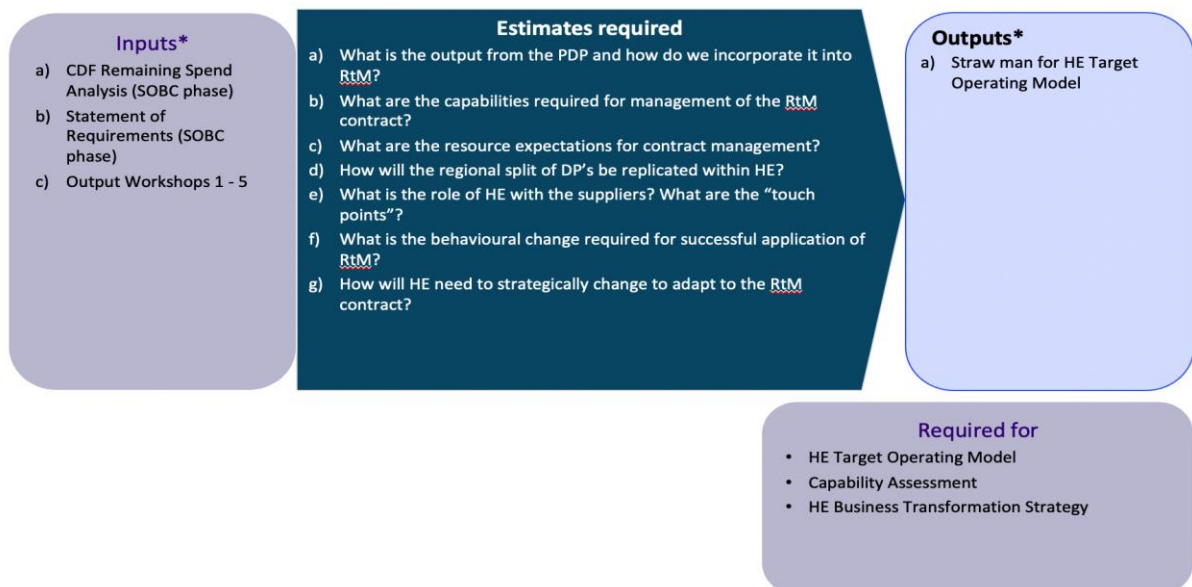 Inputs*
a) CDF Remaining Spend
Analysis (SOBC phase)
b) Statement of
Requirements (SOBC
phase)
c) Output Workshops 1 - 5
Estimates required
a) What is the output from the PDP and how do we incorporate it into
RtM?
b) What are the capabilities required for management of the RtM
contract?
c) What are the resource expectations for contract management?
d) How will the regional split of DP's be replicated within HE?
e) What is the role of HE with the suppliers? What are the “touch
points”?
f) What is the behavioural change required for successful application of
RtM?
g) How will HE need to strategically change to adapt to the RtM
contract?
Outputs*
a) Straw man for HE Target
Operating Model
Required for
• HE Target Operating Model
• Capability Assessment
• HE Business Transformation Strategy